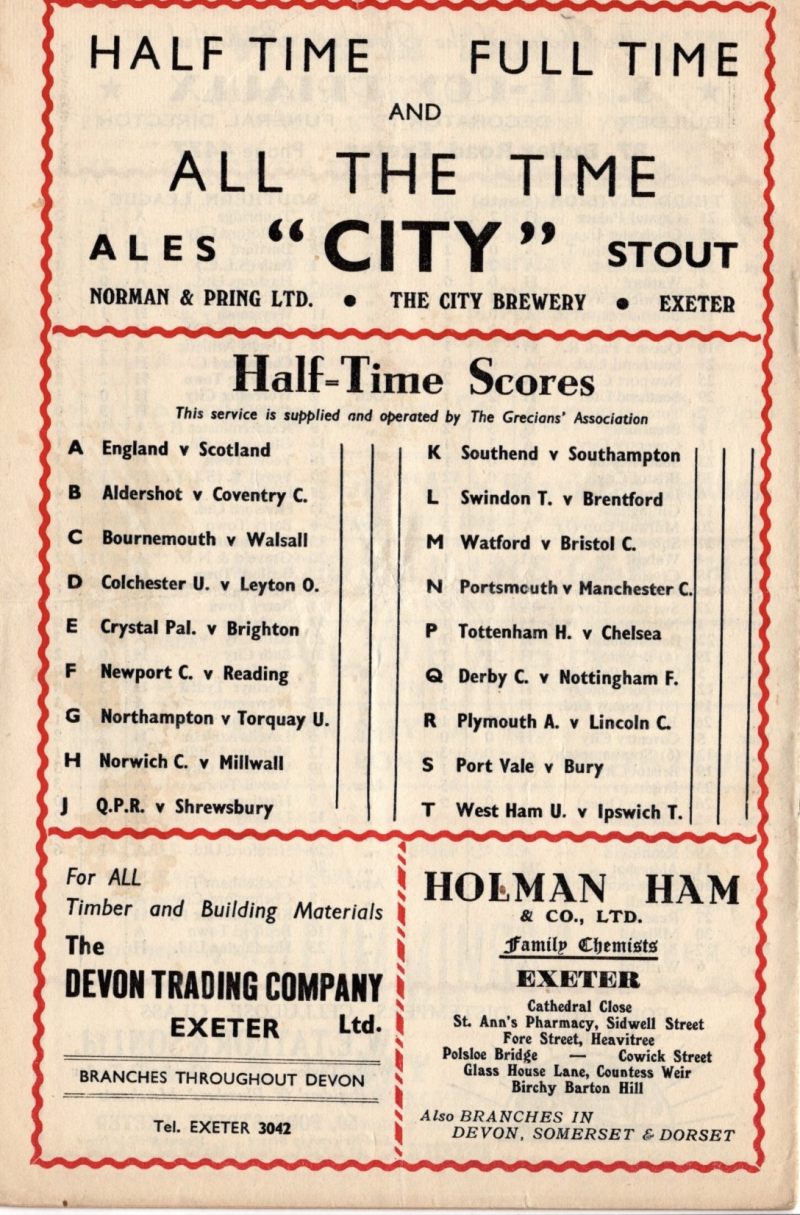 HALF TIME FULL TIME
AND
ALL THE TIME
ALES "CITY" STOUT
NORMAN & PRING LTD. ● THE CITY BREWERY ● EXETER
Half=Time Scores
This service is supplied and operated by The Grecians' Association
A England v Scotland
B Aldershot v Coventry C.
C Bournemouth v Walsall
D Colchester U. v Leyton O.
E Crystal Pal. v Brighton
F Newport C. v Reading
G Northampton v Torquay U.
H Norwich C. v Millwall
J Q.P.R. v Shrewsbury
K Southend v Southampton
L Swindon T. v Brentford
M Watford v Bristol C.
N Portsmouth v Manchester C.
P Tottenham H. v Chelsea
Q Derby C. v Nottingham F.
R Plymouth A. v Lincoln C.
S Port Vale v Bury
T West Ham U. v Ipswich T.
For ALL
Timber and Building Materials
The
DEVON TRADING COMPANY
EXETER Ltd.
BRANCHES THROUGHOUT DEVON
Tel. EXETER 3042
HOLMAN HAM
& CO., LTD.
Family Chemists
EXETER
Cathedral Close
St. Ann's Pharmacy, Sidwell Street
Fore Street, Heavitree
Polsloe Bridge — Cowick Street
Glass House Lane, Countess Weir
Birchy Barton Hill
Also BRANCHES IN
DEVON, SOMERSET & DORSET